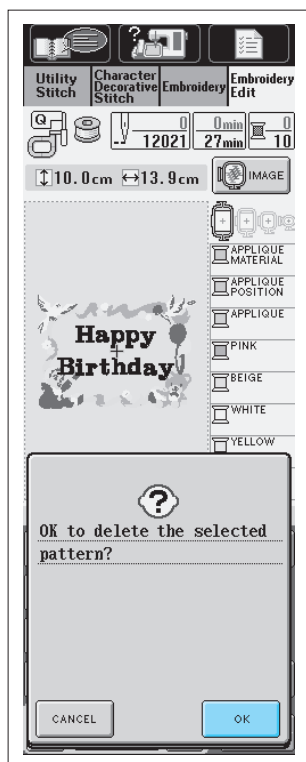 Utility
Stitch
Character
Decorative
Stitch
Embroidery
Embroidery
Edit
Q
0
12021
0min
27min
0
10
10.0cm 13.9cm
IMAGE
APPLIQUE
MATERIAL
APPLIQUE
POSITION
APPLIQUE
PINK
BEIGE
WHITE
YELLOW
Happy
Birthday
OK to delete the selected
pattern?
CANCEL
OK